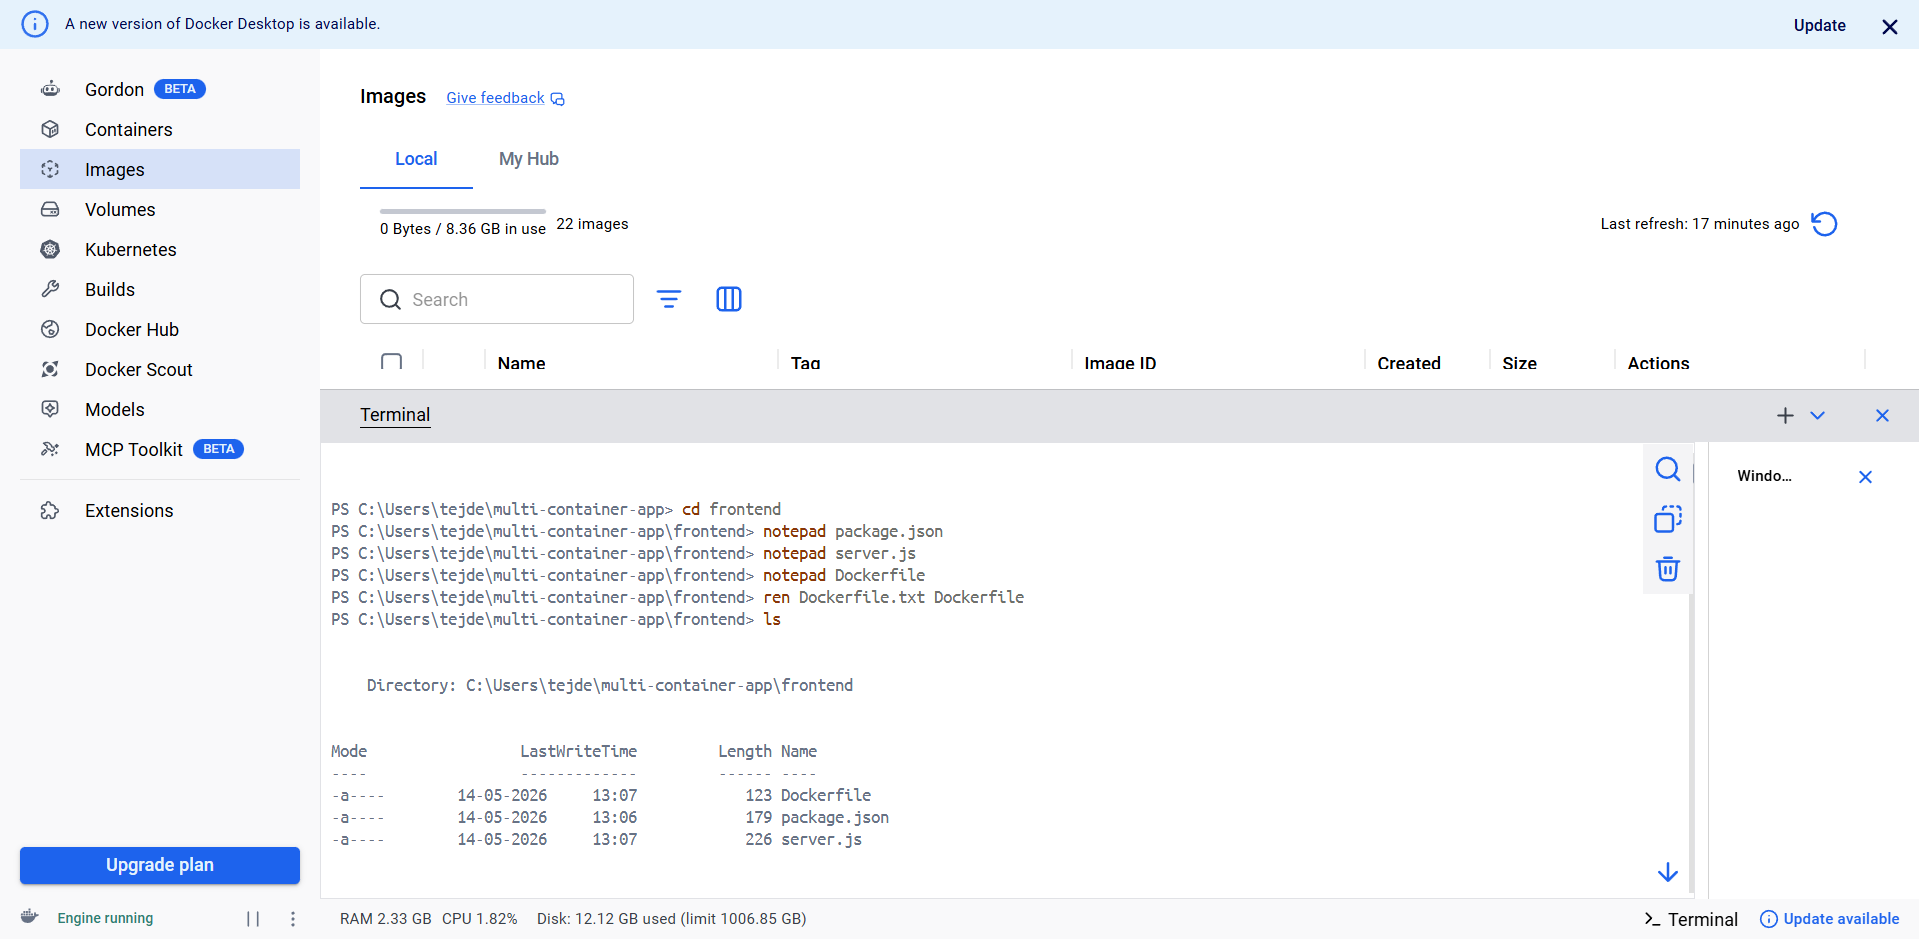 A new version of Docker Desktop is available.
Update
Gordon BETA
Containers
Images
Volumes
Kubernetes
Builds
Docker Hub
Docker Scout
Models
MCP Toolkit BETA
Extensions
Upgrade plan
Engine running
Images Give feedback
Local My Hub
0 Bytes / 8.36 GB in use 22 images
Last refresh: 17 minutes ago
Search
Name Tag Image ID Created Size Actions
Terminal
PS C:\Users\tejde\multi-container-app> cd frontend
PS C:\Users\tejde\multi-container-app\frontend> notepad package.json
PS C:\Users\tejde\multi-container-app\frontend> notepad server.js
PS C:\Users\tejde\multi-container-app\frontend> notepad Dockerfile
PS C:\Users\tejde\multi-container-app\frontend> ren Dockerfile.txt Dockerfile
PS C:\Users\tejde\multi-container-app\frontend> ls
Directory: C:\Users\tejde\multi-container-app\frontend
Mode LastWriteTime Length Name
---- ------------- ------ ----
-a---- 14-05-2026 13:07 123 Dockerfile
-a---- 14-05-2026 13:06 179 package.json
-a---- 14-05-2026 13:07 226 server.js
Windo...
RAM 2.33 GB CPU 1.82% Disk: 12.12 GB used (limit 1006.85 GB)
>_ Terminal
Update available